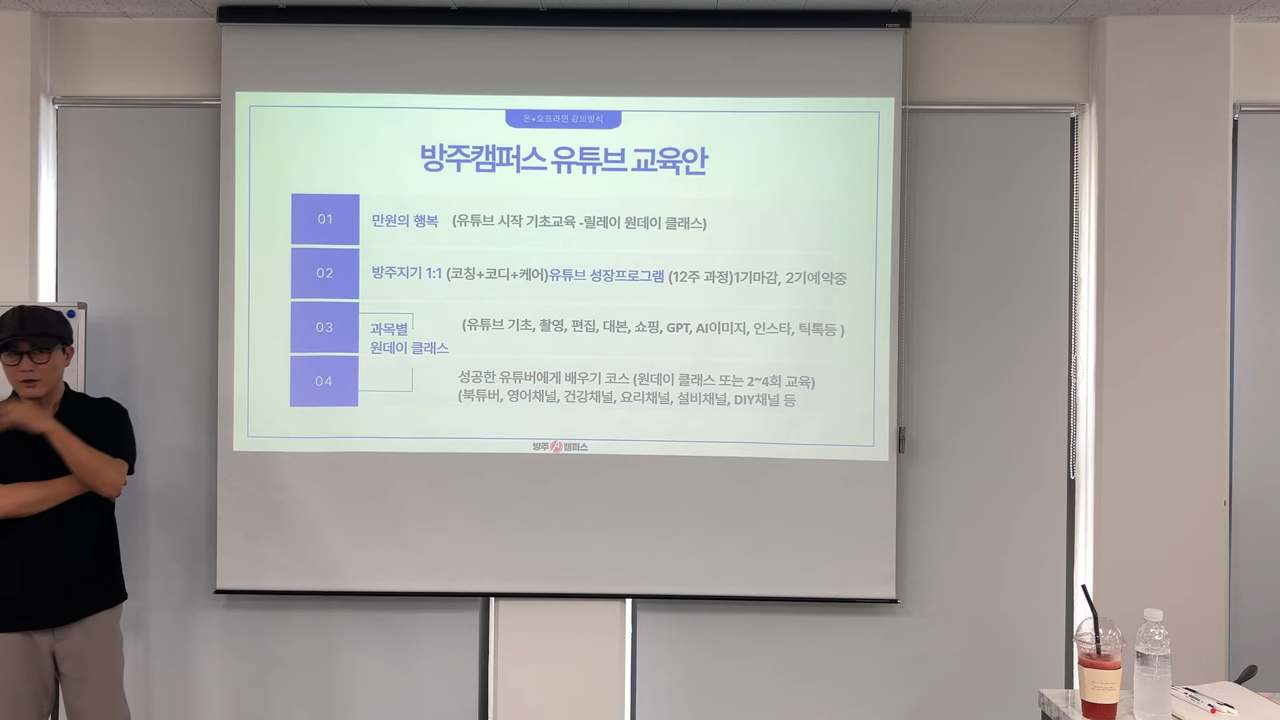 온+오프라인 강의방식
방주캠퍼스 유튜브 교육안
01
만원의 행복 (유튜브 시작 기초교육 -릴레이 원데이 클래스)
02
방주지기 1:1 (코칭+코디+케어)유튜브 성장프로그램 (12주 과정)1기마감, 2기예약중
03
과목별
원데이 클래스
(유튜브 기초, 촬영, 편집, 대본, 쇼핑, GPT, AI이미지, 인스타, 틱톡등 )
04
성공한 유튜버에게 배우기 코스 (원데이 클래스 또는 2~4회 교육)
(북튜버, 영어채널, 건강채널, 요리채널, 설비채널, DIY채널 등
방주 A 캠퍼스